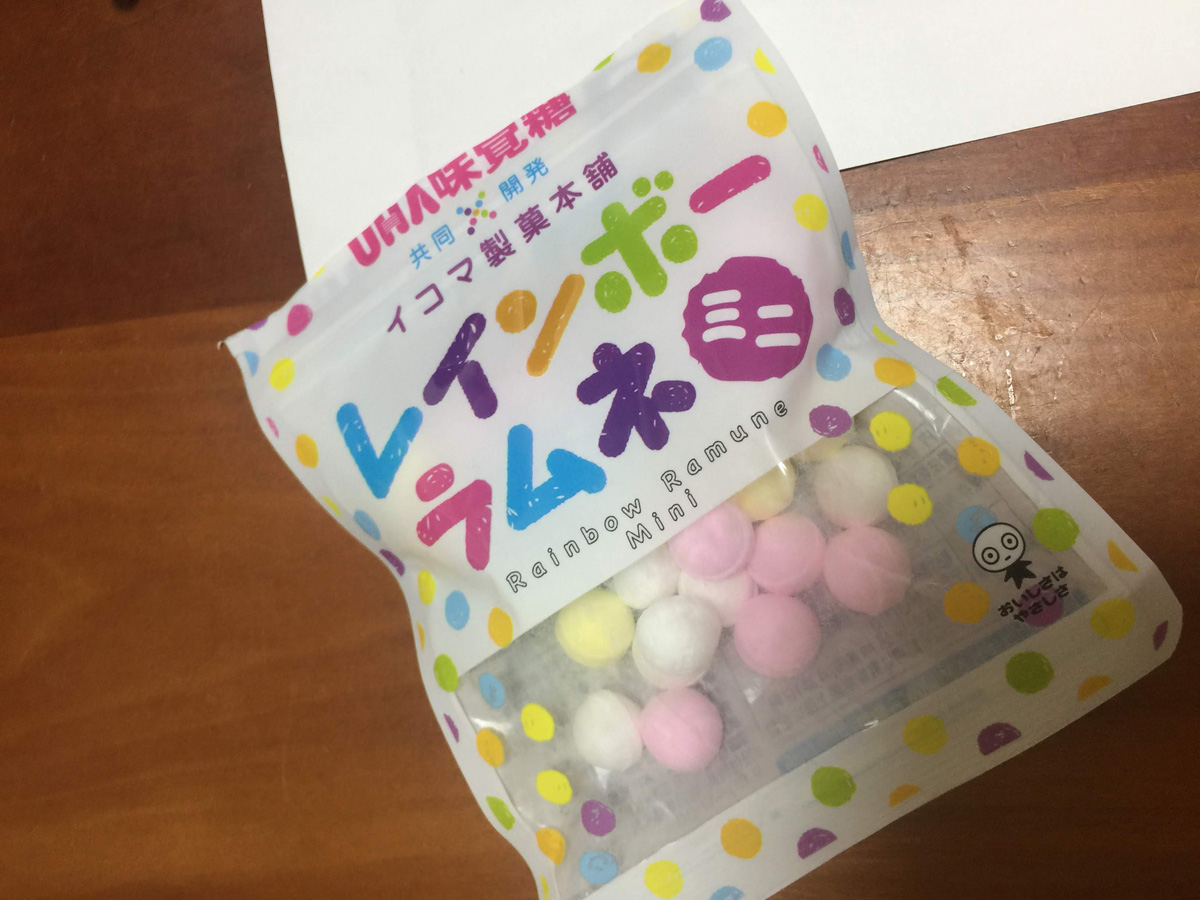 UHA味覚糖
共同×開発
イコマ製菓本舗
レインボー
ラムネ ミニ
Rainbow Ramune
Mini
おいしさは
やさしさ